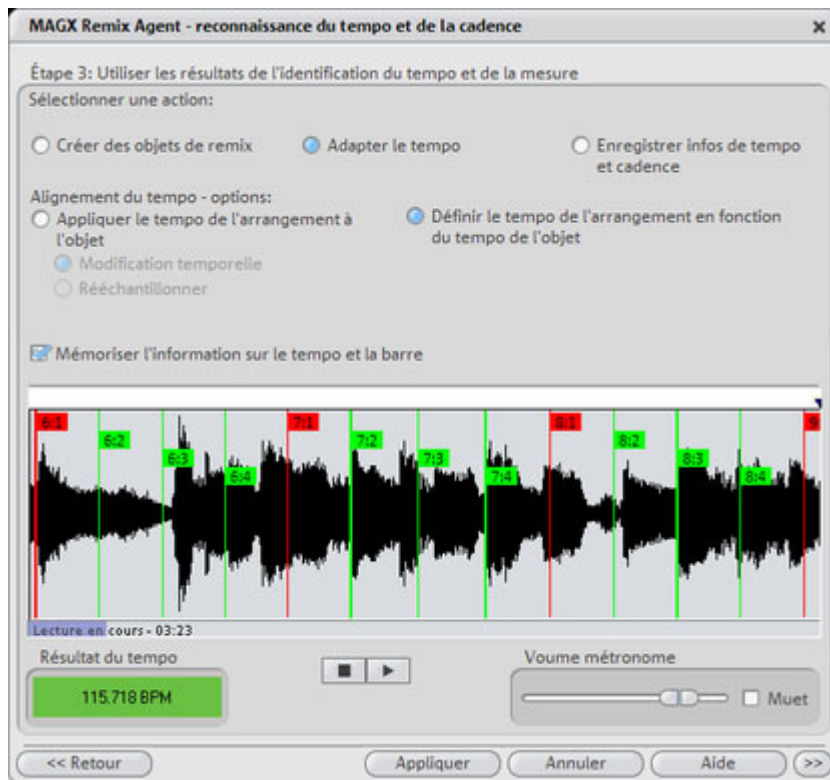 MAGX Remix Agent - reconnaissance du tempo et de la cadence
Étape 3: Utiliser les résultats de l'identification du tempo et de la mesure
Sélectionner une action:
Créer des objets de remix
Adapter le tempo
Enregistrer infos de tempo
et cadence
Alignement du tempo - options:
Appliquer le tempo de l'arrangement à
l'objet
Définir le tempo de l'arrangement en fonction
du tempo de l'objet
Modification temporelle
Rééchantillonner
Mémoriser l'information sur le tempo et la barre
6:1
6:2
6:3
6:4
7:1
7:2
7:3
7:4
8:1
8:2
8:3
8:4
9
Lecture en cours - 03:23
Résultat du tempo
115.718 BPM
Voume métronome
Muet
<< Retour
Appliquer
Annuler
Aide
>>